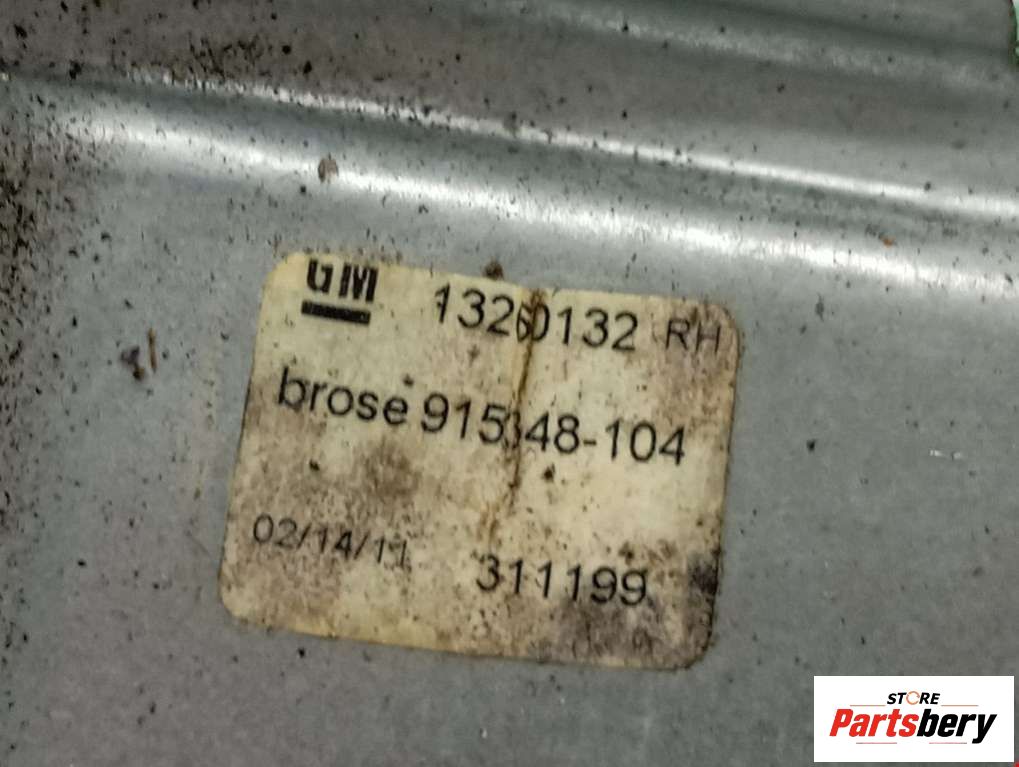 GM 13260132 RH
brose 915348-104
02/14/11 311199
STORE
Partsbery